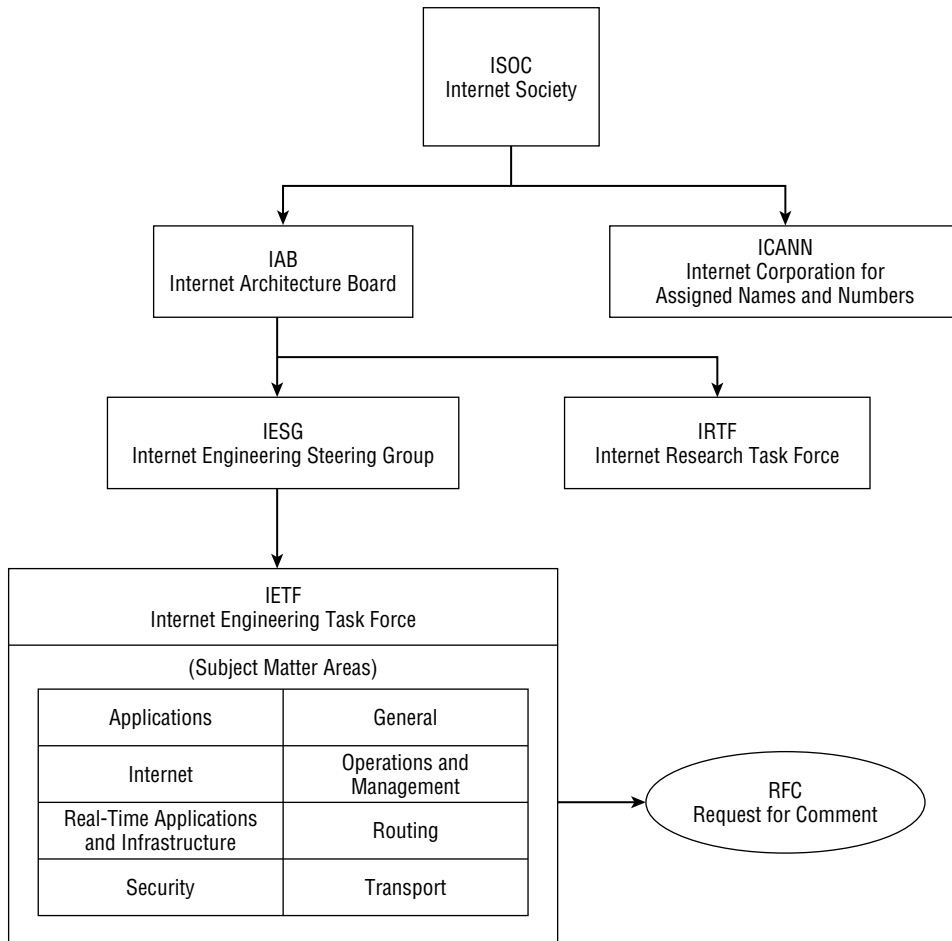 ISOC
Internet Society
IAB
Internet Architecture Board
ICANN
Internet Corporation for
Assigned Names and Numbers
IESG
Internet Engineering Steering Group
IRTF
Internet Research Task Force
IETF
Internet Engineering Task Force
(Subject Matter Areas)
Applications
General
Internet
Operations and
Management
Real-Time Applications
and Infrastructure
Routing
Security
Transport
RFC
Request for Comment